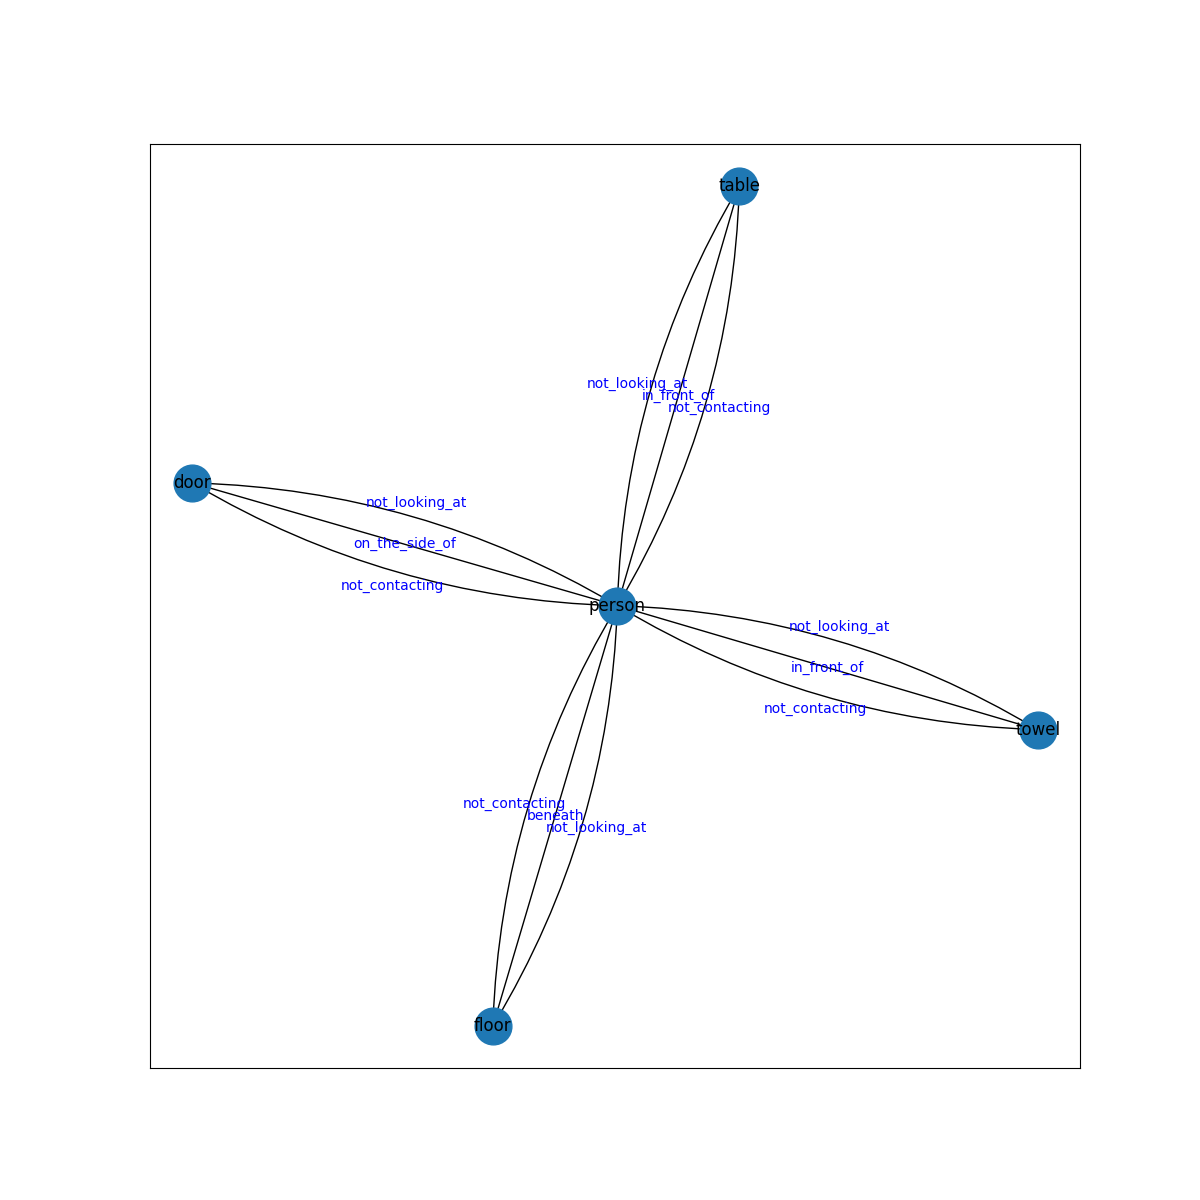 table
not_looking_at
in_front_of
not_contacting
door
not_looking_at
on_the_side_of
not_contacting
person
not_looking_at
in_front_of
not_contacting
towel
not_contacting
beneath
not_looking_at
floor